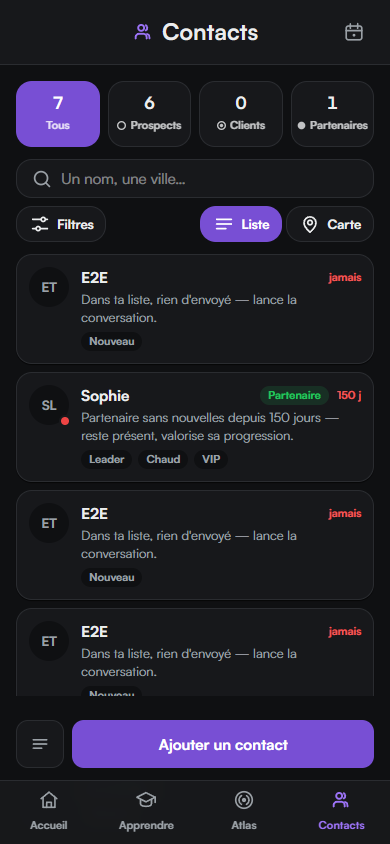 Contacts
7
Tous
6
Prospects
0
Clients
1
Partenaires
Un nom, une ville...
Filtres
Liste
Carte
ET
E2E
jamais
Dans ta liste, rien d'envoyé — lance la
conversation.
Nouveau
SL
Sophie
Partenaire
150 j
Partenaire sans nouvelles depuis 150 jours —
reste présent, valorise sa progression.
Leader
Chaud
VIP
ET
E2E
jamais
Dans ta liste, rien d'envoyé — lance la
conversation.
Nouveau
ET
E2E
jamais
Dans ta liste, rien d'envoyé — lance la
conversation.
Nouveau
Ajouter un contact
Accueil
Apprendre
Atlas
Contacts